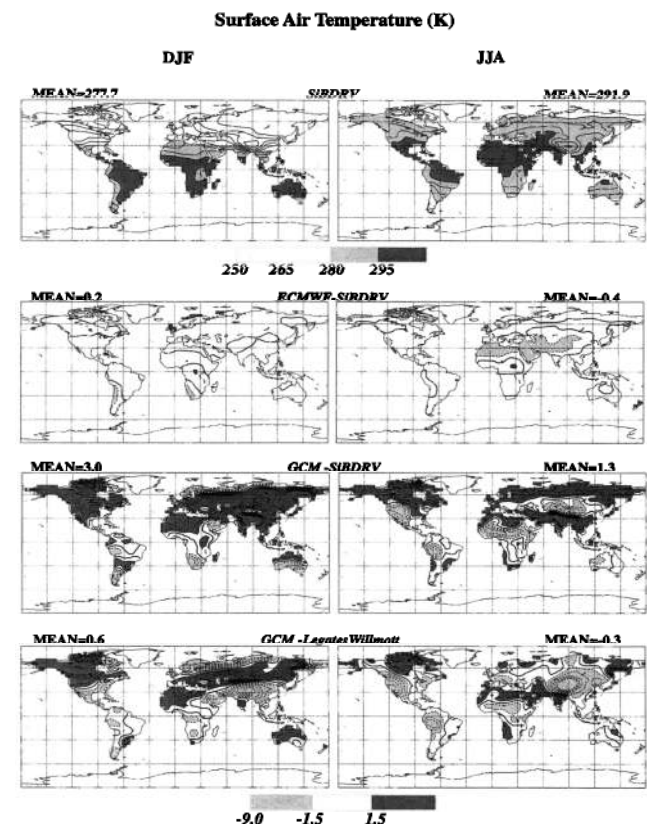 Surface Air Temperature (K)
DJF JJA
MEAN=277.7 SiBDRV MEAN=291.9
250 265 280 295
MEAN=0.2 ECMWF-SiBDRV MEAN=-0.4
MEAN=3.0 GCM -SiBDRV MEAN=1.3
MEAN=0.6 GCM -LegatesWillmott MEAN=-0.3
-9.0 -1.5 1.5